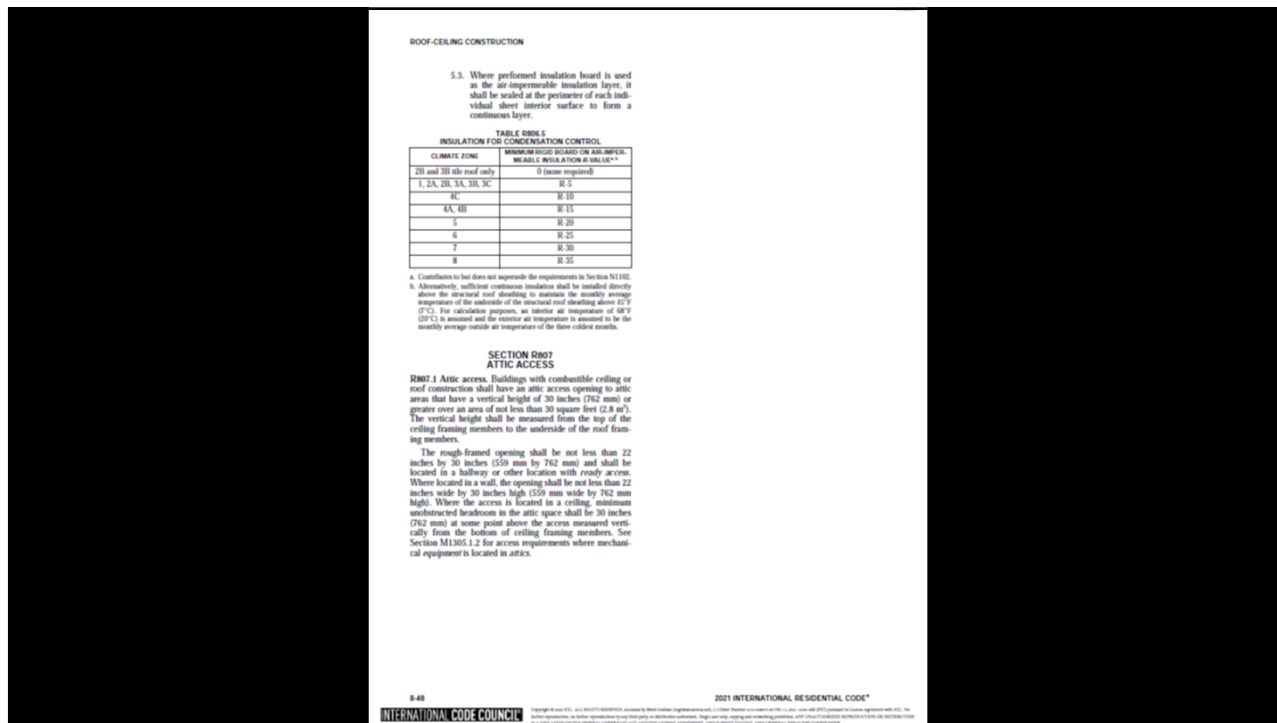 ROOF-CEILING CONSTRUCTION
5.3. Where preformed insulation board is used
as the air-impermeable insulation layer, it
shall be sealed at the perimeter of each indi-
vidual sheet interior surface to form a
continuous layer.
TABLE R806.5
INSULATION FOR CONDENSATION CONTROL
CLIMATE ZONE
MINIMUM RIGID BOARD ON AIR-IMPER-
MEABLE INSULATION R-VALUEa, b
2B and 3B tile roof only 0 (none required)
1, 2A, 2B, 3A, 3B, 3C R-5
4C R-10
4A, 4B R-15
5 R-20
6 R-25
7 R-30
8 R-35
a. Contributes to but does not supersede the requirements in Section N1102.
b. Alternatively, sufficient continuous insulation shall be installed directly
above the structural roof sheathing to maintain the monthly average
temperature of the underside of the structural roof sheathing above 45°F
(7°C). For calculation purposes, an interior air temperature of 68°F
(20°C) is assumed and the exterior air temperature is assumed to be the
monthly average outside air temperature of the three coldest months.
SECTION R807
ATTIC ACCESS
R807.1 Attic access. Buildings with combustible ceiling or
roof construction shall have an attic access opening to attic
areas that have a vertical height of 30 inches (762 mm) or
greater over an area of not less than 30 square feet (2.8 m²).
The vertical height shall be measured from the top of the
ceiling framing members to the underside of the roof fram-
ing members.
The rough-framed opening shall be not less than 22
inches by 30 inches (559 mm by 762 mm) and shall be
located in a hallway or other location with ready access.
Where located in a wall, the opening shall be not less than 22
inches wide by 30 inches high (559 mm wide by 762 mm
high). Where the access is located in a ceiling, minimum
unobstructed headroom in the attic space shall be 30 inches
(762 mm) at some point above the access measured verti-
cally from the bottom of ceiling framing members. See
Section M1305.1.2 for access requirements where mechani-
cal equipment is located in attics.
8-48
2021 INTERNATIONAL RESIDENTIAL CODE®
INTERNATIONAL CODE COUNCIL